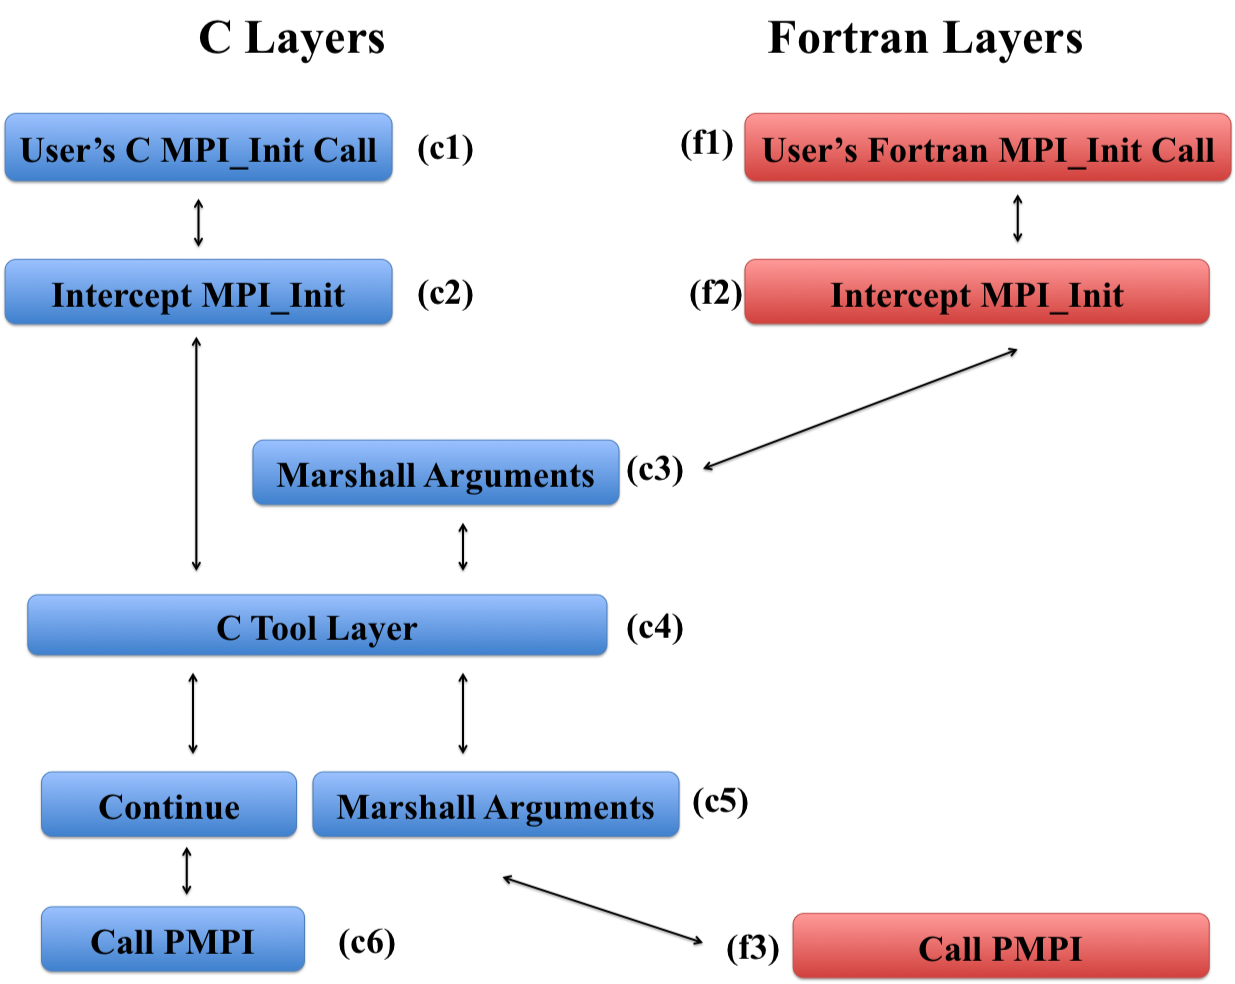 C Layers
Fortran Layers
User’s C MPI_Init Call
(c1)
(f1)
User’s Fortran MPI_Init Call
Intercept MPI_Init
(c2)
(f2)
Intercept MPI_Init
Marshall Arguments
(c3)
C Tool Layer
(c4)
Continue
Marshall Arguments
(c5)
Call PMPI
(c6)
(f3)
Call PMPI